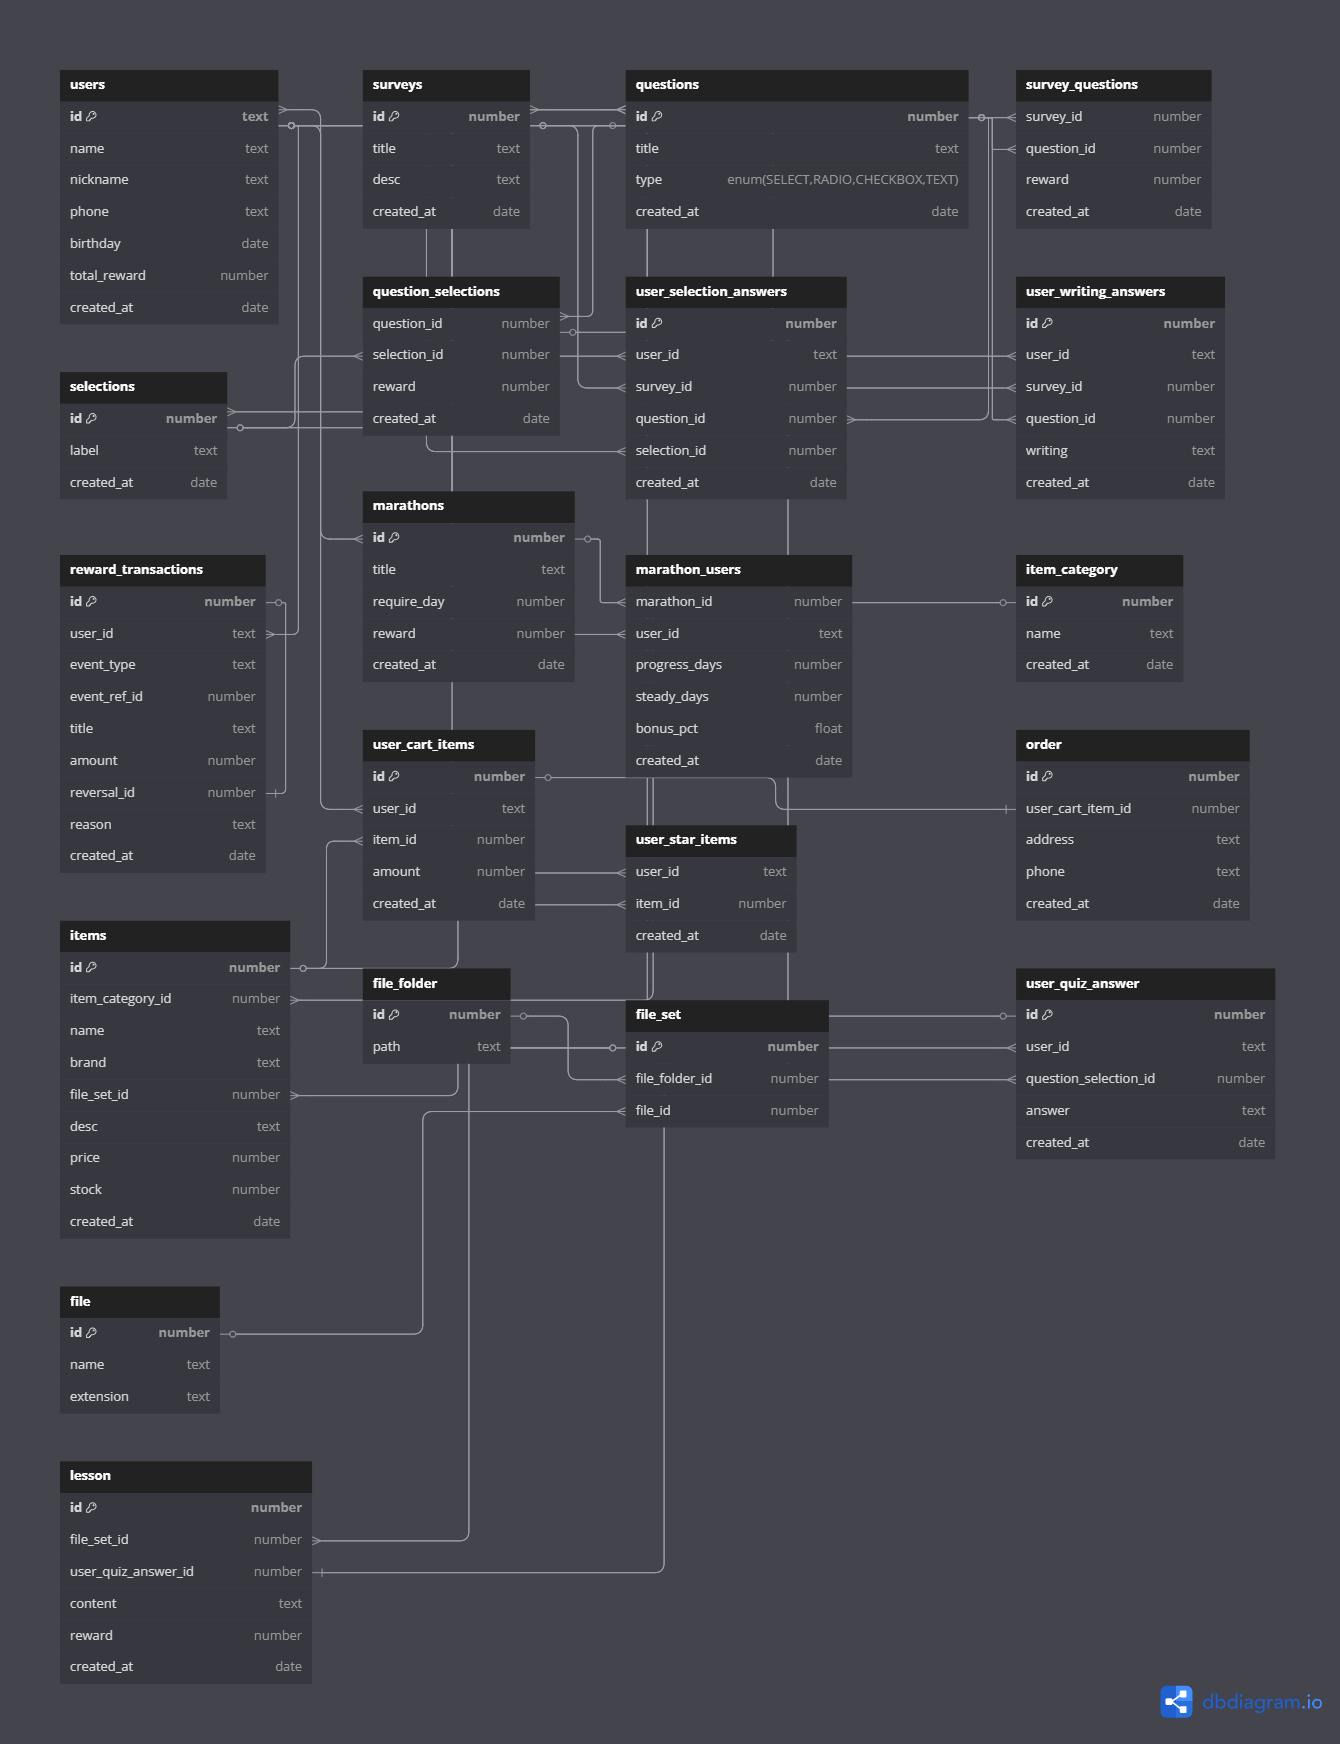 users
id number
name text
nickname text
phone text
birthday date
total_reward number
created_at date
surveys
id number
title text
desc text
created_at date
questions
id number
title text
type enum(SELECT,RADIO,CHECKBOX,TEXT)
created_at date
survey_questions
survey_id number
question_id number
reward number
created_at date
question_selections
question_id number
selection_id number
reward number
created_at date
user_selection_answers
id number
user_id text
survey_id number
question_id number
selection_id number
created_at date
user_writing_answers
id number
user_id text
survey_id number
question_id number
writing text
created_at date
selections
id number
label text
created_at date
marathons
id number
title text
require_day number
reward number
created_at date
reward_transactions
id number
user_id text
event_type text
event_ref_id number
title text
amount number
reversal_id number
reason text
created_at date
marathon_users
marathon_id number
user_id text
progress_days number
steady_days number
bonus_pct float
created_at date
item_category
id number
name text
created_at date
user_cart_items
id number
user_id text
item_id number
amount number
created_at date
order
id number
user_cart_item_id number
address text
phone text
created_at date
user_star_items
user_id text
item_id number
created_at date
items
id number
item_category_id number
name text
brand text
file_set_id number
desc text
price number
stock number
created_at date
file_folder
id number
path text
file_set
id number
file_folder_id number
file_id number
user_quiz_answer
id number
user_id text
question_selection_id number
answer text
created_at date
file
id number
name text
extension text
lesson
id number
file_set_id number
user_quiz_answer_id number
content text
reward number
created_at date
dbdiagram.io